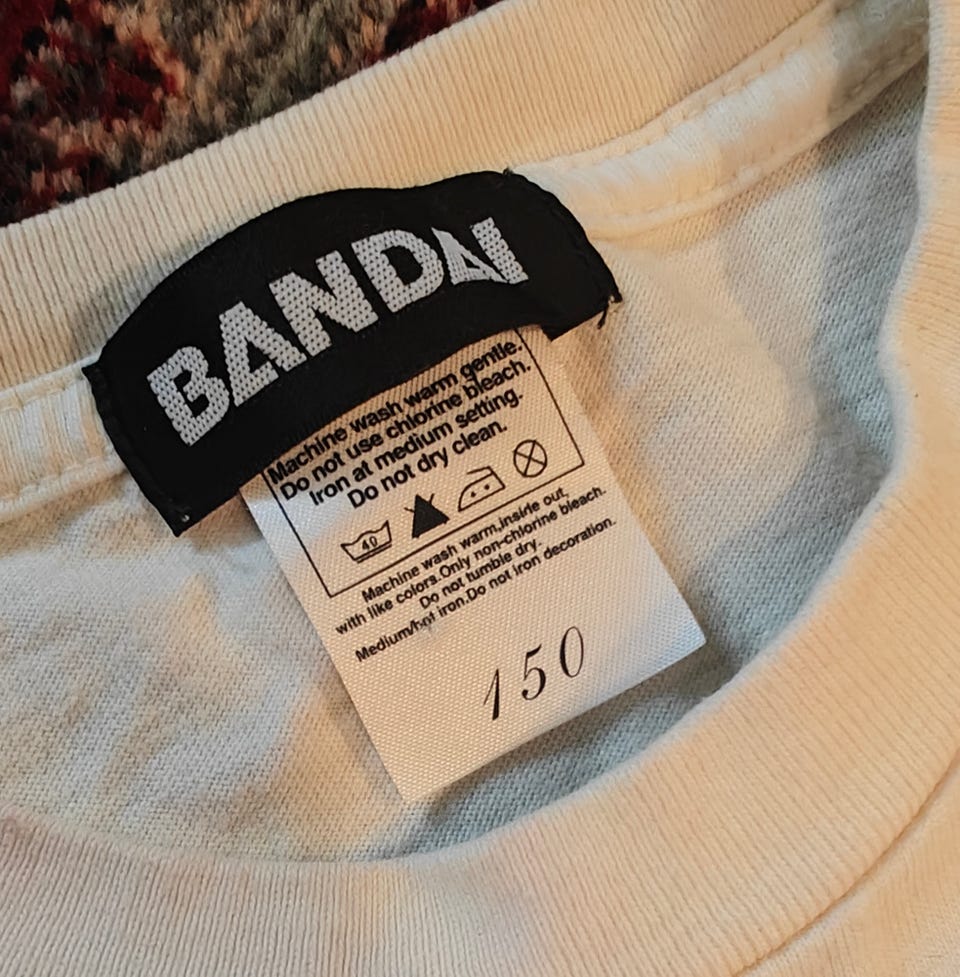 BANDAI
Machine wash warm gentle.
Do not use chlorine bleach.
Iron at medium setting.
Do not dry clean.
40
Machine wash warm,inside out,
with like colors.Only non-chlorine bleach.
Do not tumble dry.
Medium/hot iron.Do not iron decoration.
150